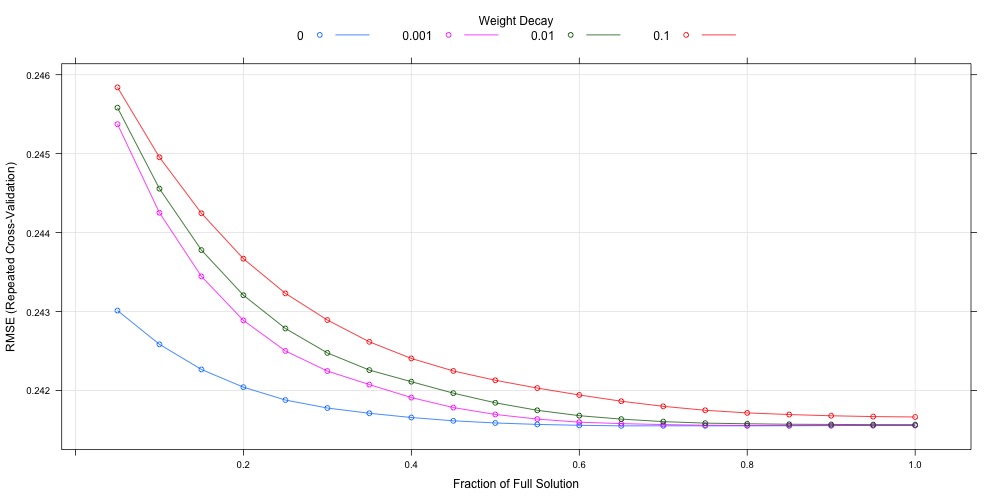 Weight Decay
0 0.001 0.01 0.1
0.246
0.245
0.244
0.243
0.242
RMSE (Repeated Cross-Validation)
0.2 0.4 0.6 0.8 1.0
Fraction of Full Solution